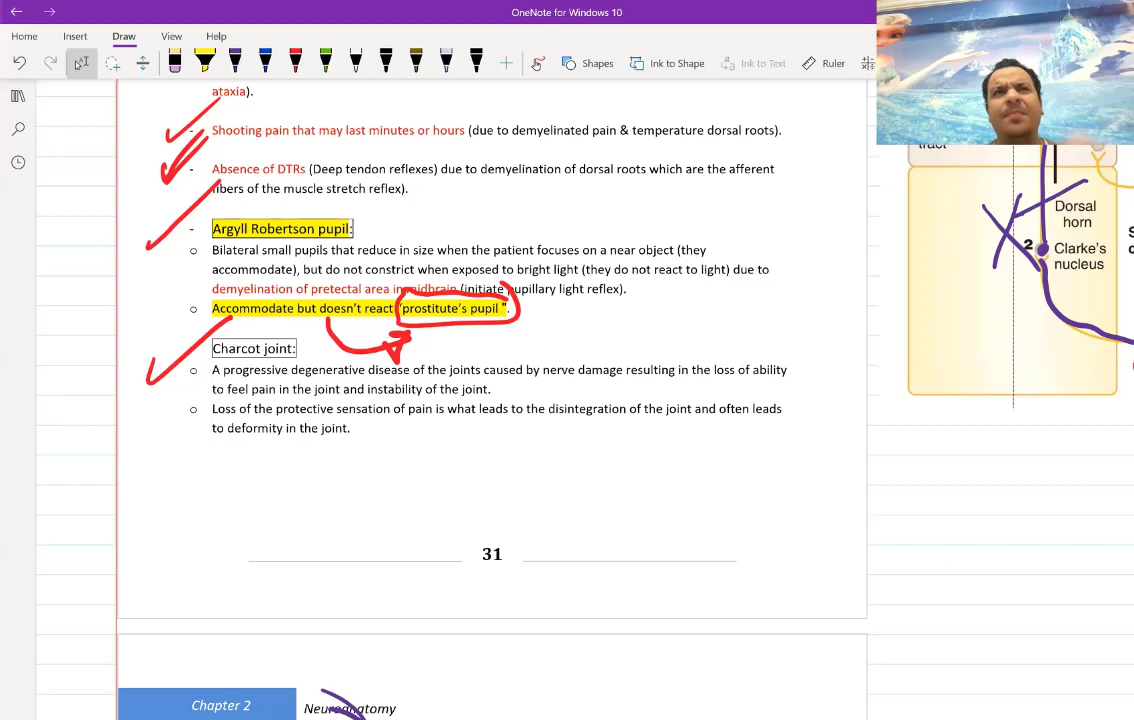 OneNote for Windows 10
Home Insert Draw View Help
Shapes Ink to Shape Ink to Text Ruler
ataxia).
- Shooting pain that may last minutes or hours (due to demyelinated pain & temperature dorsal roots).
- Absence of DTRs (Deep tendon reflexes) due to demyelination of dorsal roots which are the afferent
fibers of the muscle stretch reflex).
- Argyll Robertson pupil:
o Bilateral small pupils that reduce in size when the patient focuses on a near object (they
accommodate), but do not constrict when exposed to bright light (they do not react to light) due to
demyelination of pretectal area in midbrain (initiate pupillary light reflex).
o Accommodate but doesn't react "prostitute's pupil ".
Charcot joint:
o A progressive degenerative disease of the joints caused by nerve damage resulting in the loss of ability
to feel pain in the joint and instability of the joint.
o Loss of the protective sensation of pain is what leads to the disintegration of the joint and often leads
to deformity in the joint.
31
Chapter 2 Neuroanatomy
tract
Dorsal
horn
2 Clarke's
nucleus